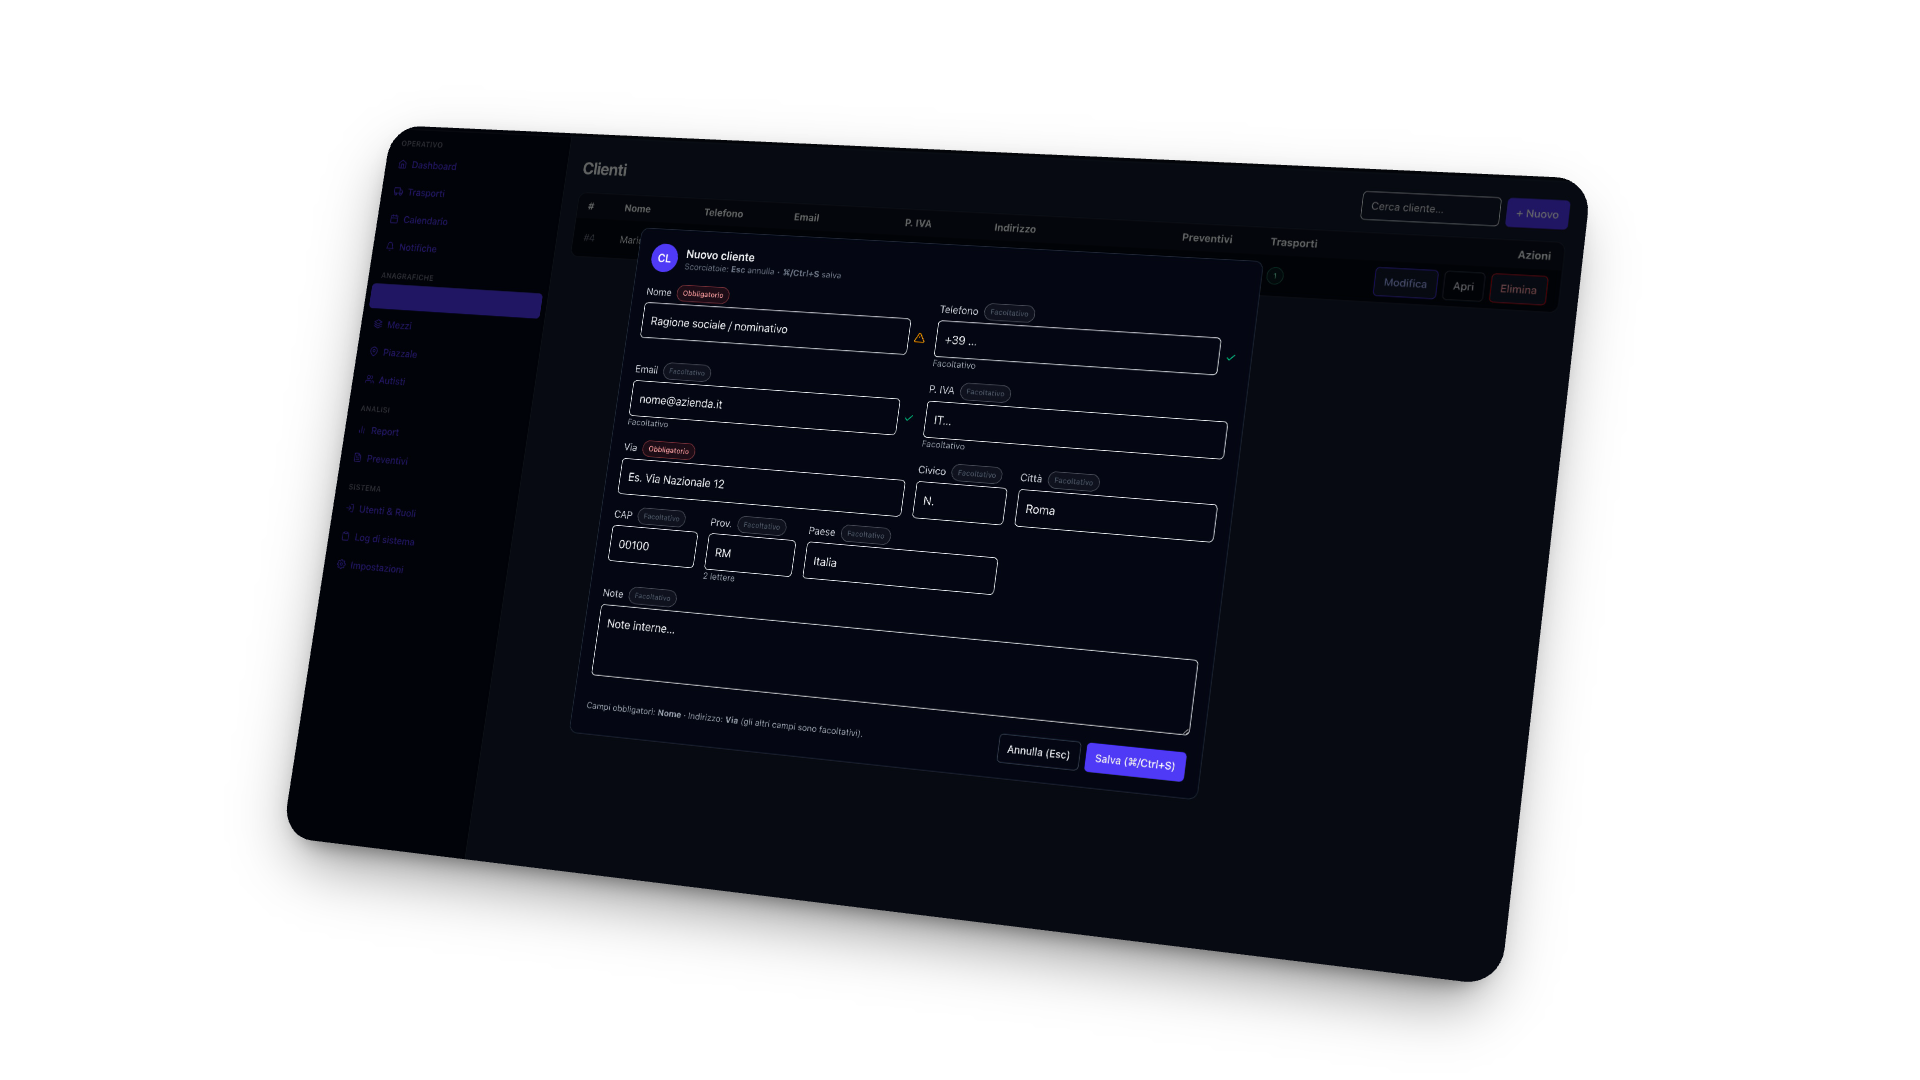 OPERATIVO
Dashboard
Trasporti
Calendario
Notifiche
ANAGRAFICHE
Mezzi
Piazzale
Autisti
ANALISI
Report
Preventivi
SISTEMA
Utenti & Ruoli
Log di sistema
Impostazioni
Clienti
Cerca cliente...
+ Nuovo
# Nome Telefono Email P. IVA Indirizzo Preventivi Trasporti Azioni
#4 1 Modifica Apri Elimina
CL Nuovo cliente
Scorciatoie: Esc annulla · ⌘/Ctrl+S salva
Nome Obbligatorio
Ragione sociale / nominativo
Telefono Facoltativo
+39 ...
Facoltativo
Email Facoltativo
nome@azienda.it
Facoltativo
P. IVA Facoltativo
IT...
Facoltativo
Via Obbligatorio
Es. Via Nazionale 12
Civico Facoltativo
N.
Città Facoltativo
Roma
CAP Facoltativo
00100
Prov. Facoltativo
RM
2 lettere
Paese Facoltativo
Italia
Note Facoltativo
Note interne...
Campi obbligatori: Nome · Indirizzo: Via (gli altri campi sono facoltativi).
Annulla (Esc)
Salva (⌘/Ctrl+S)